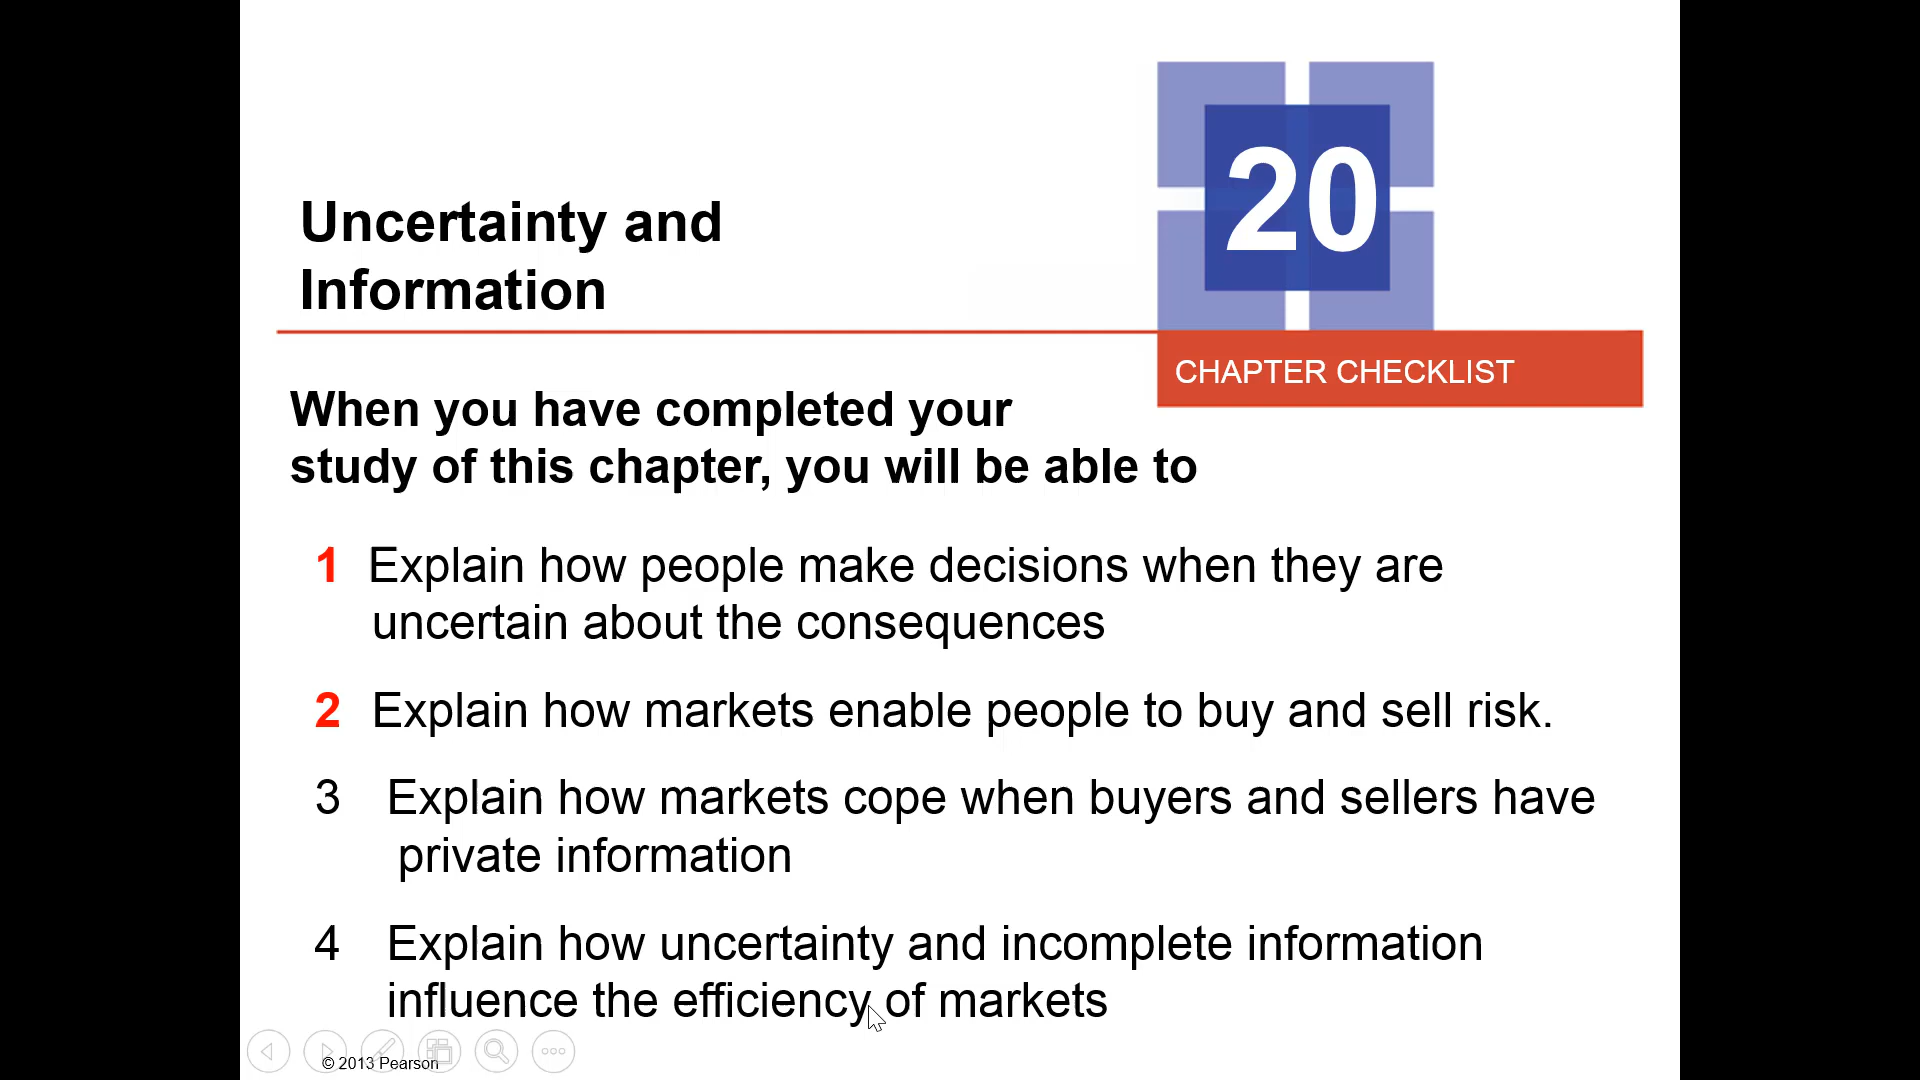 20
Uncertainty and
Information
CHAPTER CHECKLIST
When you have completed your
study of this chapter, you will be able to
1 Explain how people make decisions when they are
uncertain about the consequences
2 Explain how markets enable people to buy and sell risk.
3 Explain how markets cope when buyers and sellers have
private information
4 Explain how uncertainty and incomplete information
influence the efficiency of markets
© 2013 Pearson